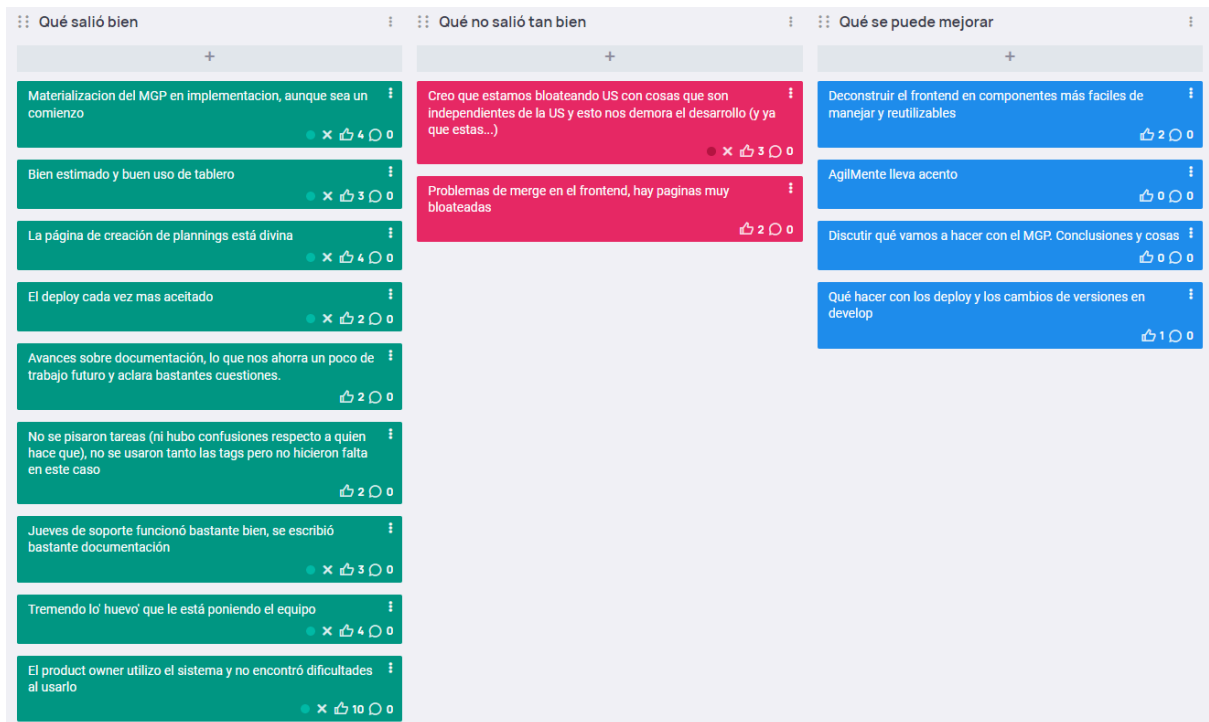 Qué salió bien
+
Materializacion del MGP en implementacion, aunque sea un
comienzo
4 0
Bien estimado y buen uso de tablero
3 0
La página de creación de plannings está divina
4 0
El deploy cada vez mas aceitado
2 0
Avances sobre documentación, lo que nos ahorra un poco de
trabajo futuro y aclara bastantes cuestiones.
2 0
No se pisaron tareas (ni hubo confusiones respecto a quien
hace que), no se usaron tanto las tags pero no hicieron falta
en este caso
2 0
Jueves de soporte funcionó bastante bien, se escribió
bastante documentación
3 0
Tremendo lo' huevo' que le está poniendo el equipo
4 0
El product owner utilizo el sistema y no encontró dificultades
al usarlo
10 0
Qué no salió tan bien
+
Creo que estamos bloateando US con cosas que son
independientes de la US y esto nos demora el desarrollo (y ya
que estas...)
3 0
Problemas de merge en el frontend, hay paginas muy
bloateadas
2 0
Qué se puede mejorar
+
Deconstruir el frontend en componentes más faciles de
manejar y reutilizables
2 0
AgilMente lleva acento
0 0
Discutir qué vamos a hacer con el MGP. Conclusiones y cosas
0 0
Qué hacer con los deploy y los cambios de versiones en
develop
1 0